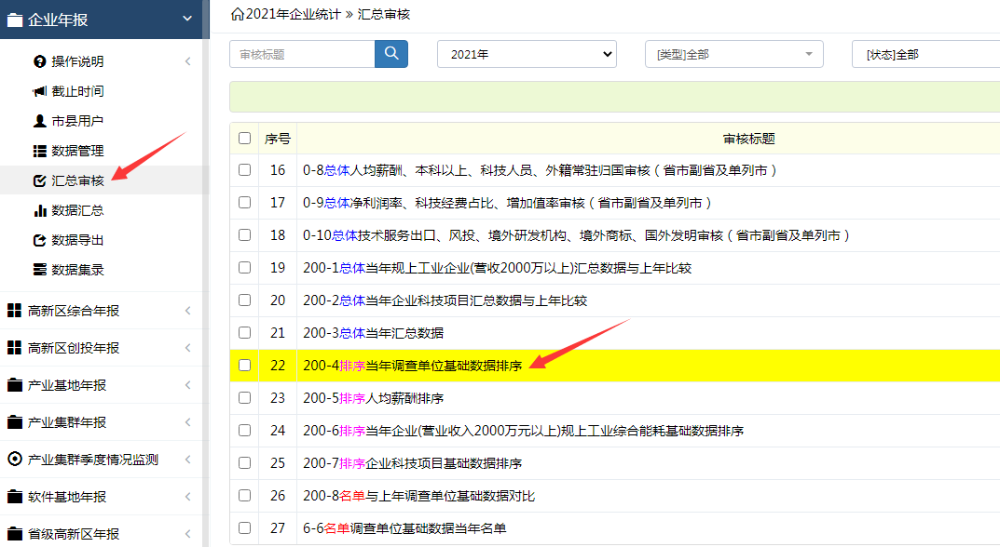 企业年报
操作说明
截止时间
市县用户
数据管理
汇总审核
数据汇总
数据导出
数据集录
高新区综合年报
高新区创投年报
产业基地年报
产业集群年报
产业集群季度情况监测
软件基地年报
省级高新区年报
2021年企业统计 » 汇总审核
审核标题 2021年 [类型]全部 [状态]全部
序号 审核标题
16 0-8总体人均薪酬、本科以上、科技人员、外籍常驻归国审核（省市副省及单列市）
17 0-9总体净利润率、科技经费占比、增加值率审核（省市副省及单列市）
18 0-10总体技术服务出口、风投、境外研发机构、境外商标、国外发明审核（省市副省及单列市）
19 200-1总体当年规上工业企业(营收2000万以上)汇总数据与上年比较
20 200-2总体当年企业科技项目汇总数据与上年比较
21 200-3总体当年汇总数据
22 200-4排序当年调查单位基础数据排序
23 200-5排序人均薪酬排序
24 200-6排序当年企业(营业收入2000万元以上)规上工业综合能耗基础数据排序
25 200-7排序企业科技项目基础数据排序
26 200-8名单与上年调查单位基础数据对比
27 6-6名单调查单位基础数据当年名单